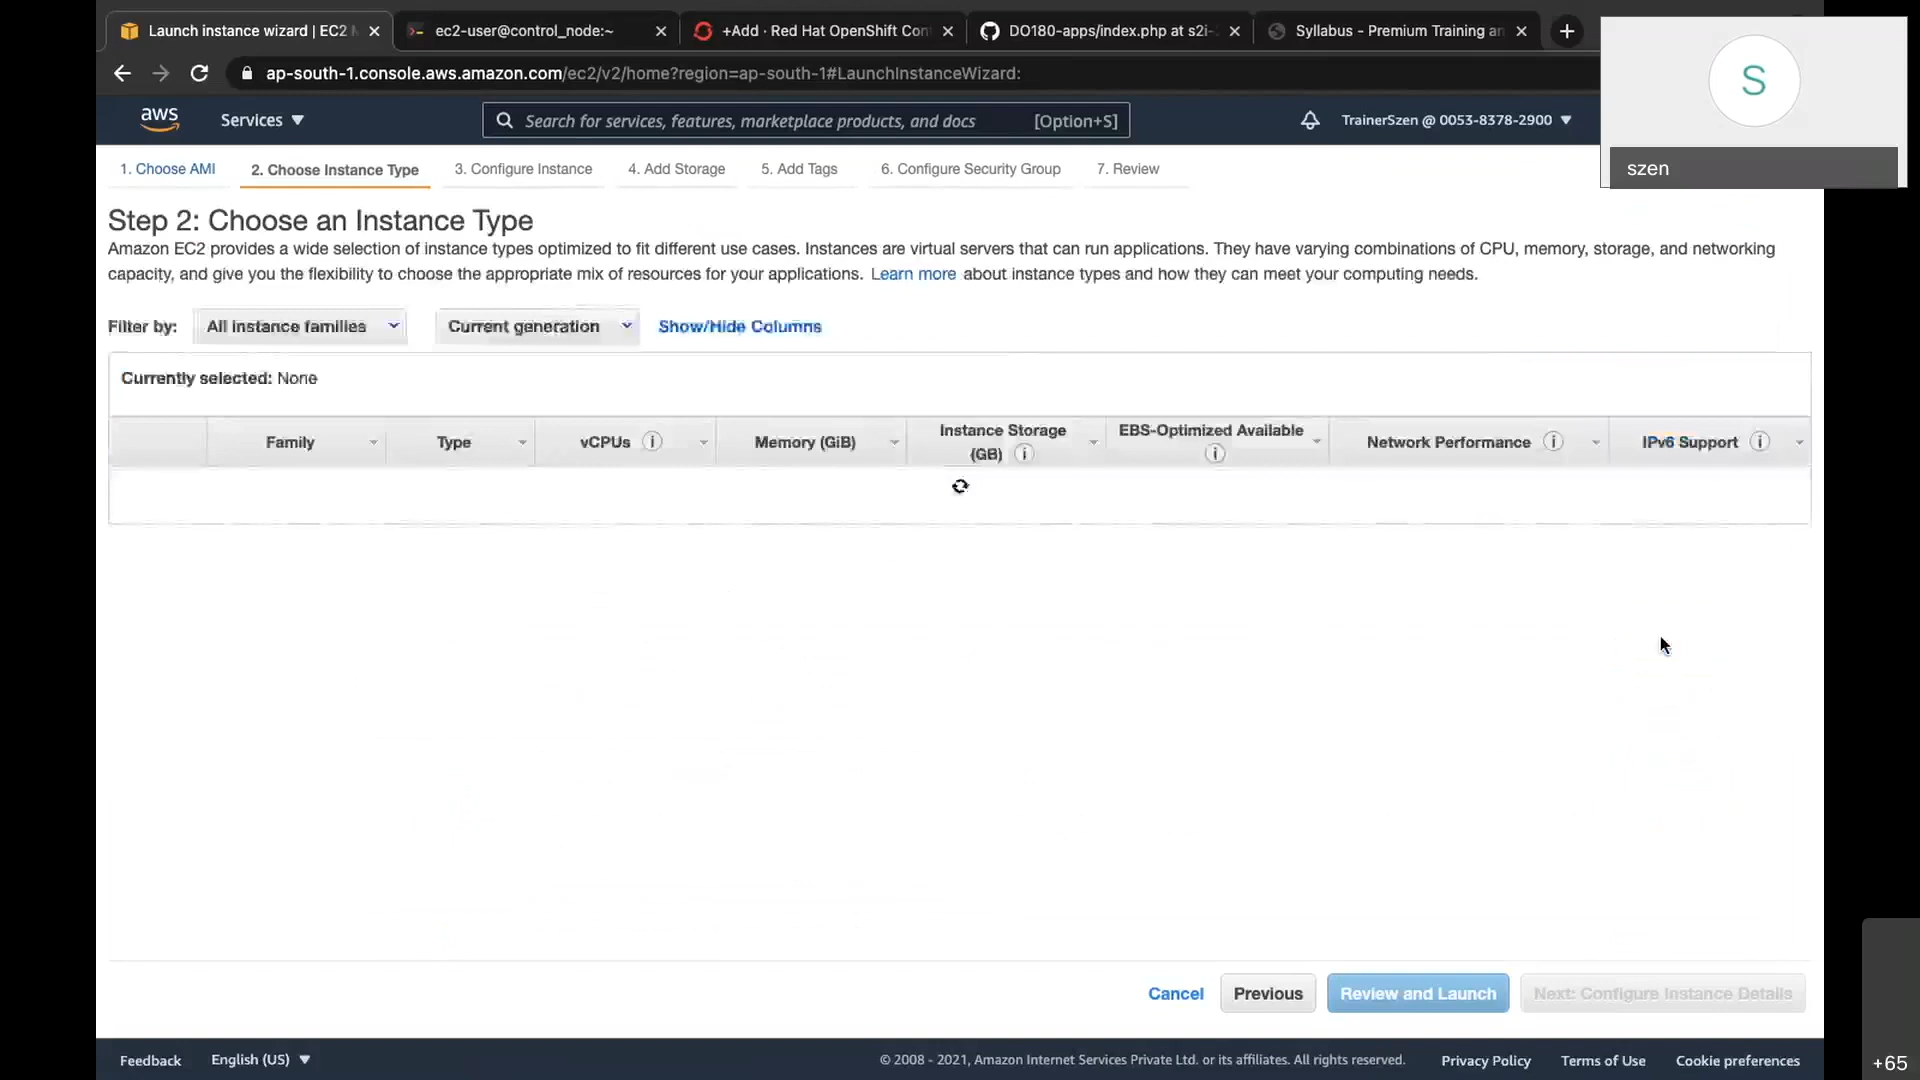 Launch instance wizard | EC2 M
ec2-user@control_node:~
+Add · Red Hat OpenShift Con
DO180-apps/index.php at s2i-
Syllabus - Premium Training an
ap-south-1.console.aws.amazon.com/ec2/v2/home?region=ap-south-1#LaunchInstanceWizard:
aws
Services
Search for services, features, marketplace products, and docs
[Option+S]
TrainerSzen @ 0053-8378-2900
S
szen
1. Choose AMI
2. Choose Instance Type
3. Configure Instance
4. Add Storage
5. Add Tags
6. Configure Security Group
7. Review
Step 2: Choose an Instance Type
Amazon EC2 provides a wide selection of instance types optimized to fit different use cases. Instances are virtual servers that can run applications. They have varying combinations of CPU, memory, storage, and networking
capacity, and give you the flexibility to choose the appropriate mix of resources for your applications. Learn more about instance types and how they can meet your computing needs.
Filter by:
All instance families
Current generation
Show/Hide Columns
Currently selected: None
Family
Type
vCPUs
Memory (GiB)
Instance Storage
(GB)
EBS-Optimized Available
Network Performance
IPv6 Support
Cancel
Previous
Review and Launch
Next: Configure Instance Details
Feedback
English (US)
© 2008 - 2021, Amazon Internet Services Private Ltd. or its affiliates. All rights reserved.
Privacy Policy
Terms of Use
Cookie preferences
+65